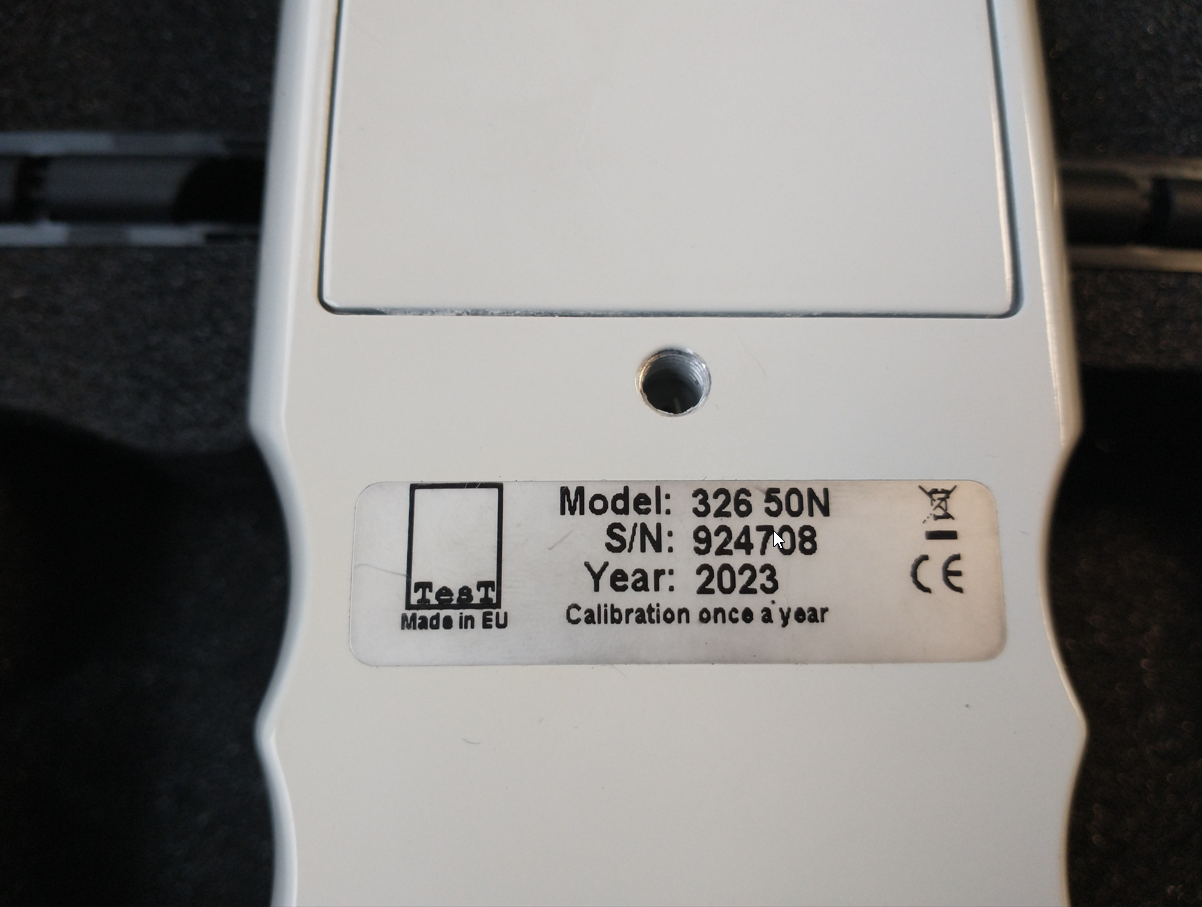 Model: 326 50N
S/N: 924708
Year: 2023
Calibration once a year
TesT
Made in EU
CE